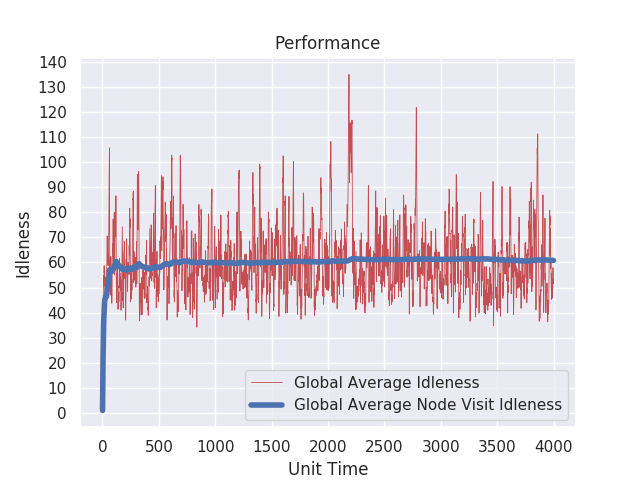 Performance
140
130
120
110
100
90
80
70
60
50
40
30
20
10
0
Idleness
0 500 1000 1500 2000 2500 3000 3500 4000
Unit Time
Global Average Idleness
Global Average Node Visit Idleness